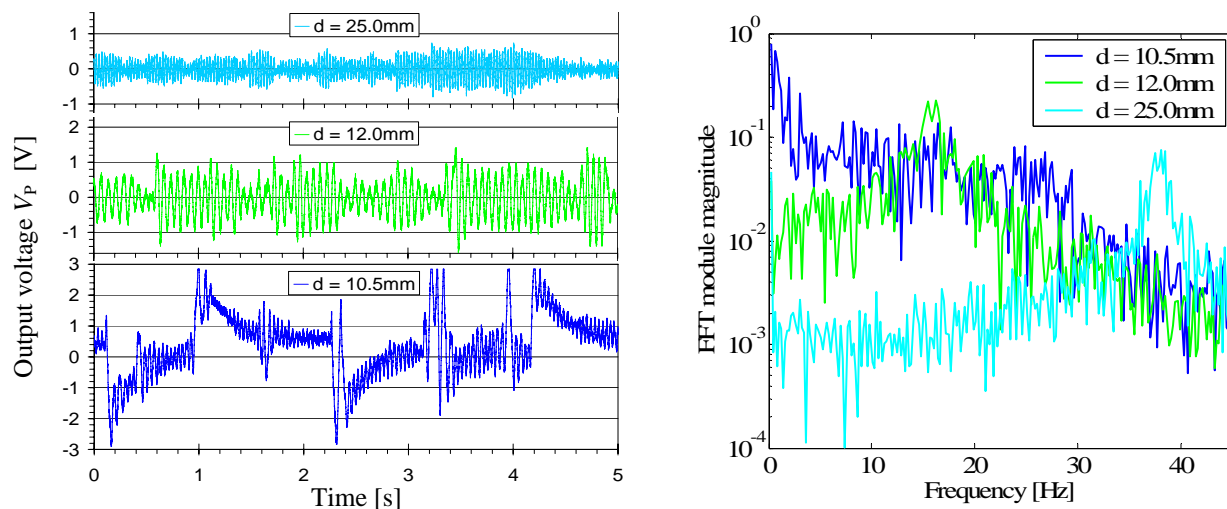 d = 25.0mm
1
0
-1
d = 12.0mm
2
1
0
-1
d = 10.5mm
3
2
1
0
-1
-2
-3
0 1 2 3 4 5
Time [s]
Output voltage V_P [V]
10^0
10^-1
10^-2
10^-3
10^-4
d = 10.5mm
d = 12.0mm
d = 25.0mm
0 10 20 30 40
Frequency [Hz]
FFT module magnitude